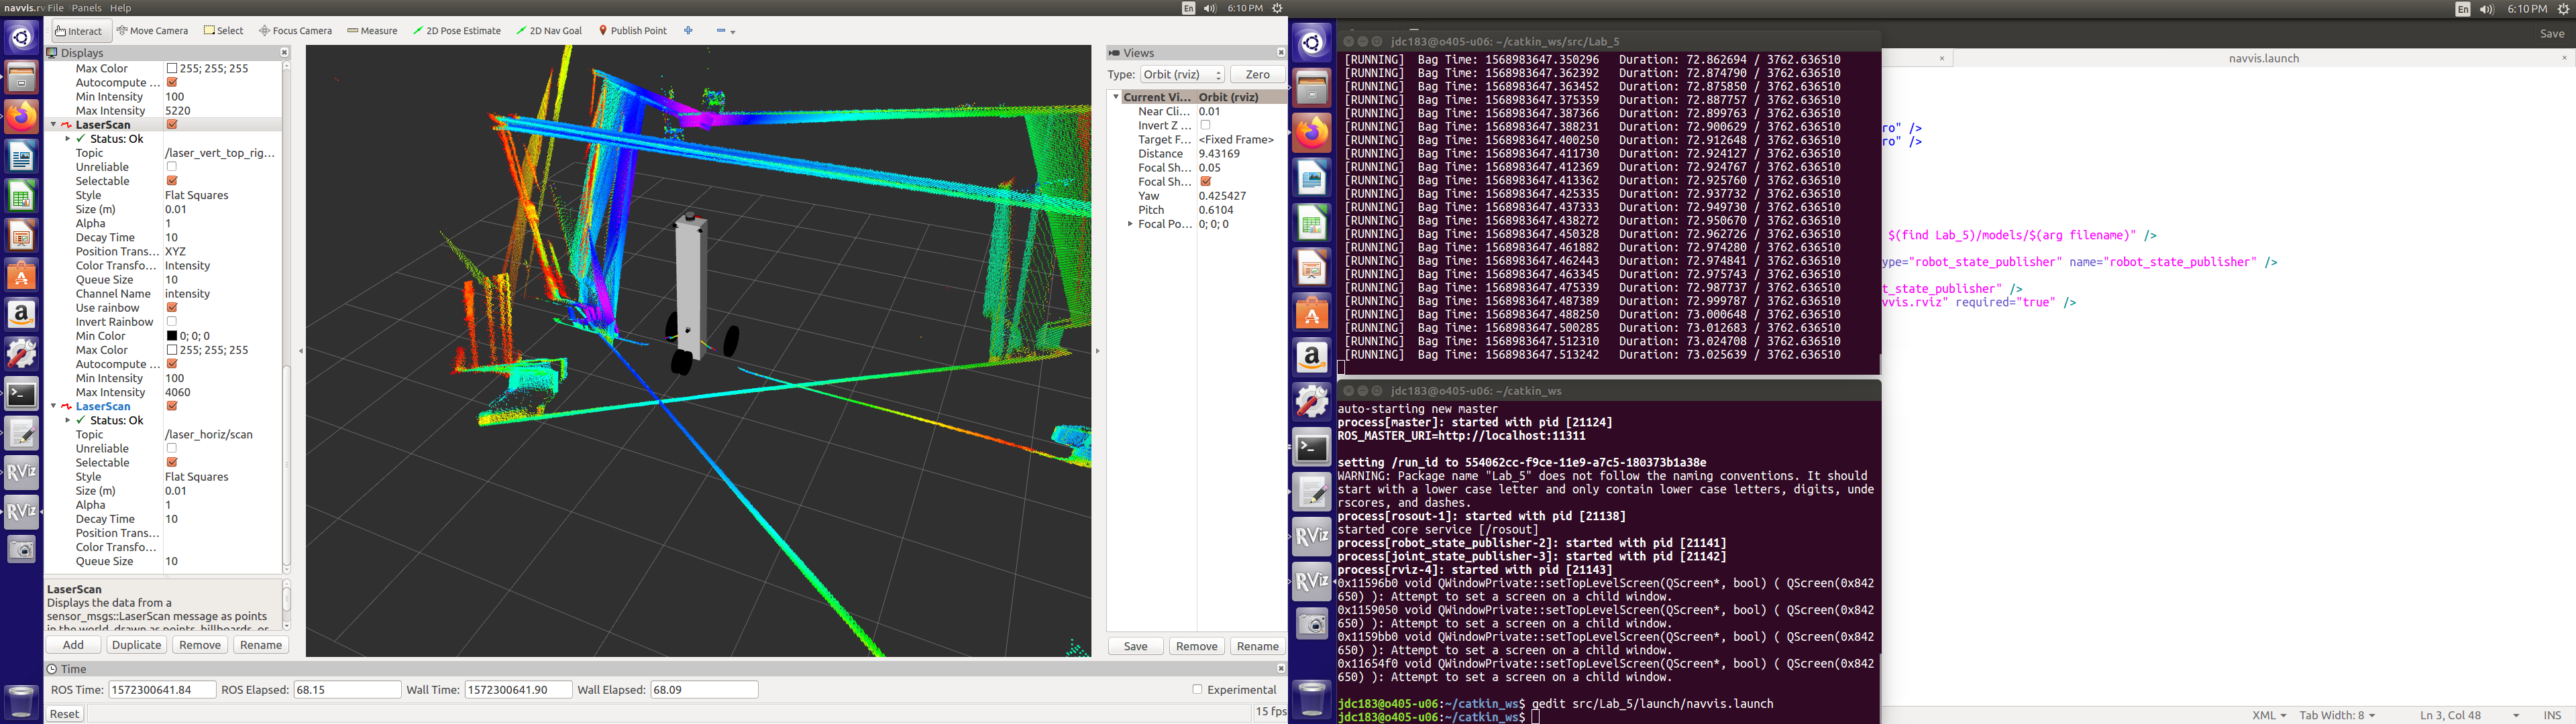 navvis.rv File Panels Help
En 6:10 PM
Interact Move Camera Select Focus Camera Measure 2D Pose Estimate 2D Nav Goal Publish Point
Displays
Max Color 255; 255; 255
Autocompute ...
Min Intensity 100
Max Intensity 5220
LaserScan
Status: Ok
Topic /laser_vert_top_rig...
Unreliable
Selectable
Style Flat Squares
Size (m) 0.01
Alpha 1
Decay Time 10
Position Trans... XYZ
Color Transfo... Intensity
Queue Size 10
Channel Name intensity
Use rainbow
Invert Rainbow
Min Color 0; 0; 0
Max Color 255; 255; 255
Autocompute ...
Min Intensity 100
Max Intensity 4060
LaserScan
Status: Ok
Topic /laser_horiz/scan
Unreliable
Selectable
Style Flat Squares
Size (m) 0.01
Alpha 1
Decay Time 10
Position Trans...
Color Transfo...
Queue Size 10
LaserScan
Displays the data from a
sensor_msgs::LaserScan message as points
in the world, drawn as points, billboards, or
Add Duplicate Remove Rename
Views
Type: Orbit (rviz) Zero
Current Vi... Orbit (rviz)
Near Cli... 0.01
Invert Z ...
Target F... <Fixed Frame>
Distance 9.43169
Focal Sh... 0.05
Focal Sh...
Yaw 0.425427
Pitch 0.6104
Focal Po... 0; 0; 0
Save Remove Rename
Time
ROS Time: 1572300641.84 ROS Elapsed: 68.15 Wall Time: 1572300641.90 Wall Elapsed: 68.09 Experimental
Reset 15 fps
En 6:10 PM
jdc183@o405-u06: ~/catkin_ws/src/Lab_5
[RUNNING] Bag Time: 1568983647.350296 Duration: 72.862694 / 3762.636510
[RUNNING] Bag Time: 1568983647.362392 Duration: 72.874790 / 3762.636510
[RUNNING] Bag Time: 1568983647.363452 Duration: 72.875850 / 3762.636510
[RUNNING] Bag Time: 1568983647.375359 Duration: 72.887757 / 3762.636510
[RUNNING] Bag Time: 1568983647.387366 Duration: 72.899763 / 3762.636510
[RUNNING] Bag Time: 1568983647.388231 Duration: 72.900629 / 3762.636510
[RUNNING] Bag Time: 1568983647.400250 Duration: 72.912648 / 3762.636510
[RUNNING] Bag Time: 1568983647.411730 Duration: 72.924127 / 3762.636510
[RUNNING] Bag Time: 1568983647.412369 Duration: 72.924767 / 3762.636510
[RUNNING] Bag Time: 1568983647.413362 Duration: 72.925760 / 3762.636510
[RUNNING] Bag Time: 1568983647.425335 Duration: 72.937732 / 3762.636510
[RUNNING] Bag Time: 1568983647.437333 Duration: 72.949730 / 3762.636510
[RUNNING] Bag Time: 1568983647.438272 Duration: 72.950670 / 3762.636510
[RUNNING] Bag Time: 1568983647.450328 Duration: 72.962726 / 3762.636510
[RUNNING] Bag Time: 1568983647.461882 Duration: 72.974280 / 3762.636510
[RUNNING] Bag Time: 1568983647.462443 Duration: 72.974841 / 3762.636510
[RUNNING] Bag Time: 1568983647.463345 Duration: 72.975743 / 3762.636510
[RUNNING] Bag Time: 1568983647.475339 Duration: 72.987737 / 3762.636510
[RUNNING] Bag Time: 1568983647.487389 Duration: 72.999787 / 3762.636510
[RUNNING] Bag Time: 1568983647.488250 Duration: 73.000648 / 3762.636510
[RUNNING] Bag Time: 1568983647.500285 Duration: 73.012683 / 3762.636510
[RUNNING] Bag Time: 1568983647.512310 Duration: 73.024708 / 3762.636510
[RUNNING] Bag Time: 1568983647.513242 Duration: 73.025639 / 3762.636510
jdc183@o405-u06: ~/catkin_ws
auto-starting new master
process[master]: started with pid [21124]
ROS_MASTER_URI=http://localhost:11311
setting /run_id to 554062cc-f9ce-11e9-a7c5-180373b1a38e
WARNING: Package name "Lab_5" does not follow the naming conventions. It should
start with a lower case letter and only contain lower case letters, digits, unde
rscores, and dashes.
process[rosout-1]: started with pid [21138]
started core service [/rosout]
process[robot_state_publisher-2]: started with pid [21141]
process[joint_state_publisher-3]: started with pid [21142]
process[rviz-4]: started with pid [21143]
0x11596b0 void QWindowPrivate::setTopLevelScreen(QScreen*, bool) ( QScreen(0x842
650) ): Attempt to set a screen on a child window.
0x1159050 void QWindowPrivate::setTopLevelScreen(QScreen*, bool) ( QScreen(0x842
650) ): Attempt to set a screen on a child window.
0x1159bb0 void QWindowPrivate::setTopLevelScreen(QScreen*, bool) ( QScreen(0x842
650) ): Attempt to set a screen on a child window.
0x11654f0 void QWindowPrivate::setTopLevelScreen(QScreen*, bool) ( QScreen(0x842
650) ): Attempt to set a screen on a child window.
jdc183@o405-u06:~/catkin_ws$ gedit src/Lab_5/launch/navvis.launch
jdc183@o405-u06:~/catkin_ws$
Save
navvis.launch
ro" />
ro" />
$(find Lab_5)/models/$(arg filename)" />
ype="robot_state_publisher" name="robot_state_publisher" />
t_state_publisher" />
vvis.rviz" required="true" />
XML Tab Width: 8 Ln 3, Col 48 INS
RViz
RViz
RViz
RViz